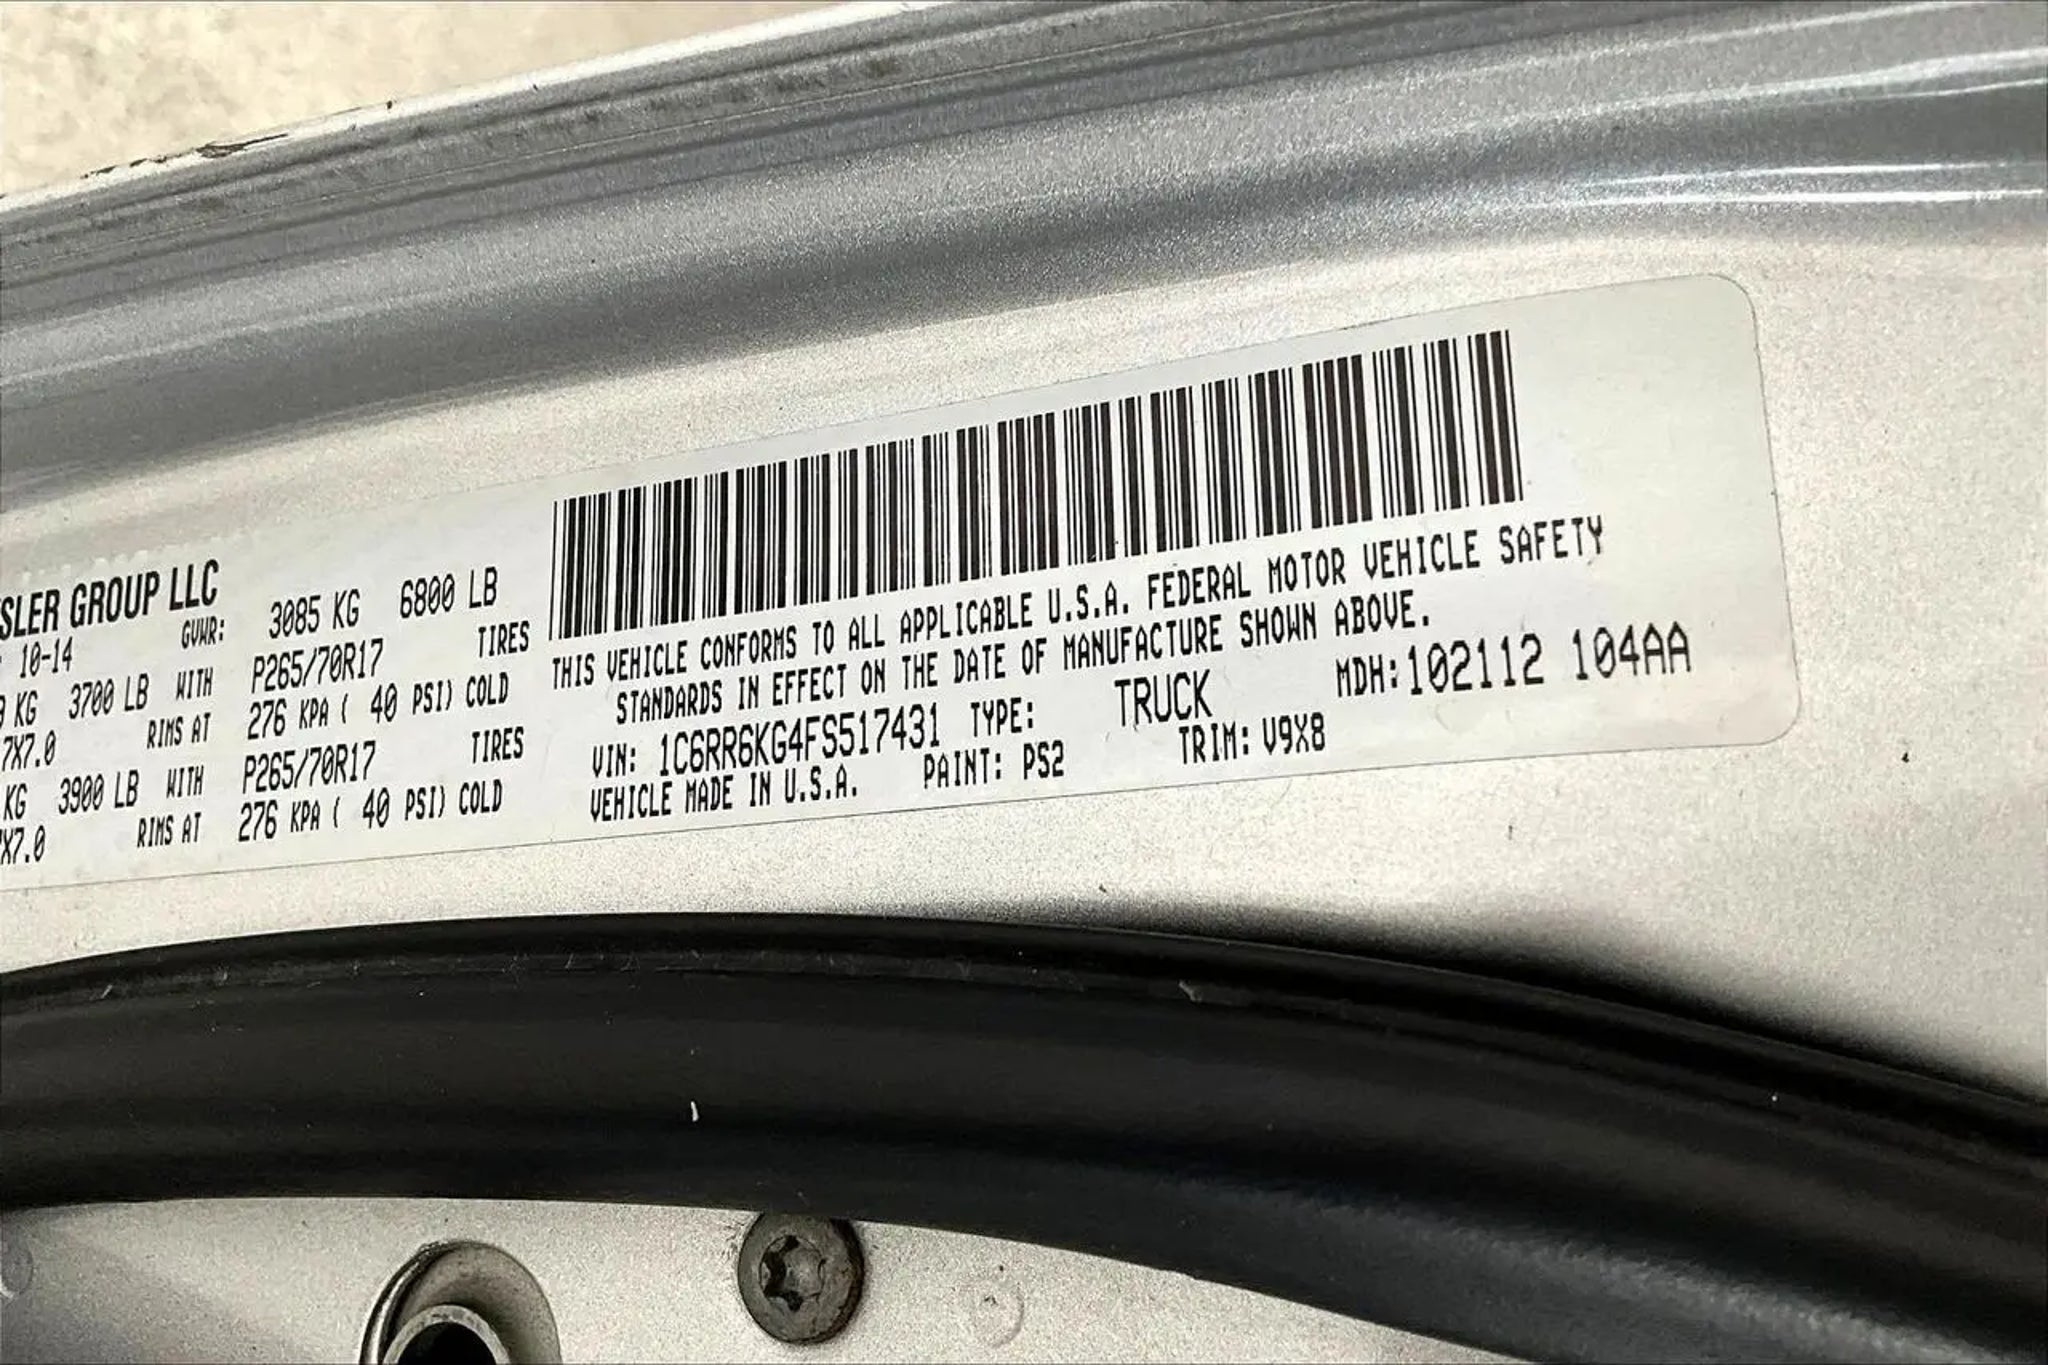 SLER GROUP LLC
10-14 GVWR: 3085 KG 6800 LB
KG 3700 LB WITH P265/70R17 TIRES
7X7.0 RIMS AT 276 KPA ( 40 PSI) COLD
KG 3900 LB WITH P265/70R17 TIRES
X7.0 RIMS AT 276 KPA ( 40 PSI) COLD
THIS VEHICLE CONFORMS TO ALL APPLICABLE U.S.A. FEDERAL MOTOR VEHICLE SAFETY
STANDARDS IN EFFECT ON THE DATE OF MANUFACTURE SHOWN ABOVE.
MDH:102112 104AA
VIN: 1C6RR6KG4FS517431 TYPE: TRUCK
VEHICLE MADE IN U.S.A. PAINT: PS2 TRIM: V9X8